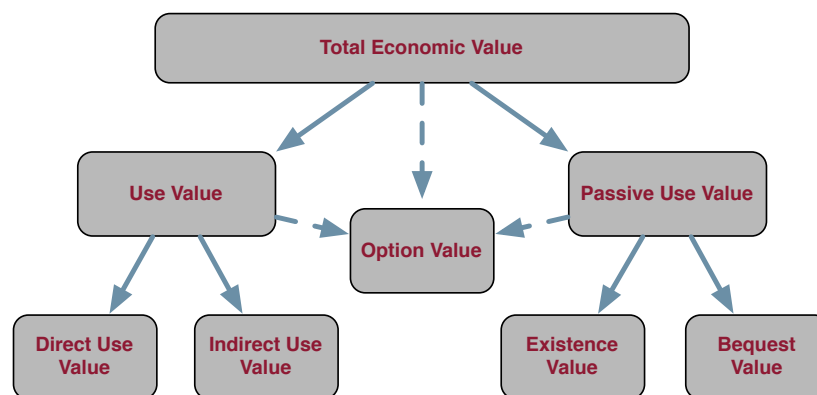 Total Economic Value
Use Value
Passive Use Value
Option Value
Direct Use
Value
Indirect Use
Value
Existence
Value
Bequest
Value